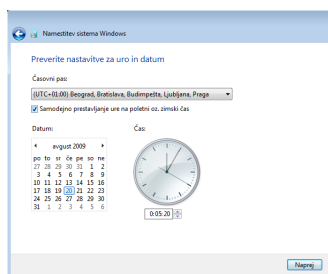 Namestitev sistema Windows
Preverite nastavitve za uro in datum
Časovni pas:
(UTC+01:00) Beograd, Bratislava, Budimpešta, Ljubljana, Praga
Samodejno prestavljanje ure na poletni oz. zimski čas
Datum:
Čas:
avgust 2009
po to sr če pe so ne
27 28 29 30 31 1 2
3 4 5 6 7 8 9
10 11 12 13 14 15 16
17 18 19 20 21 22 23
24 25 26 27 28 29 30
31 1 2 3 4 5 6
0:05:20
Naprej